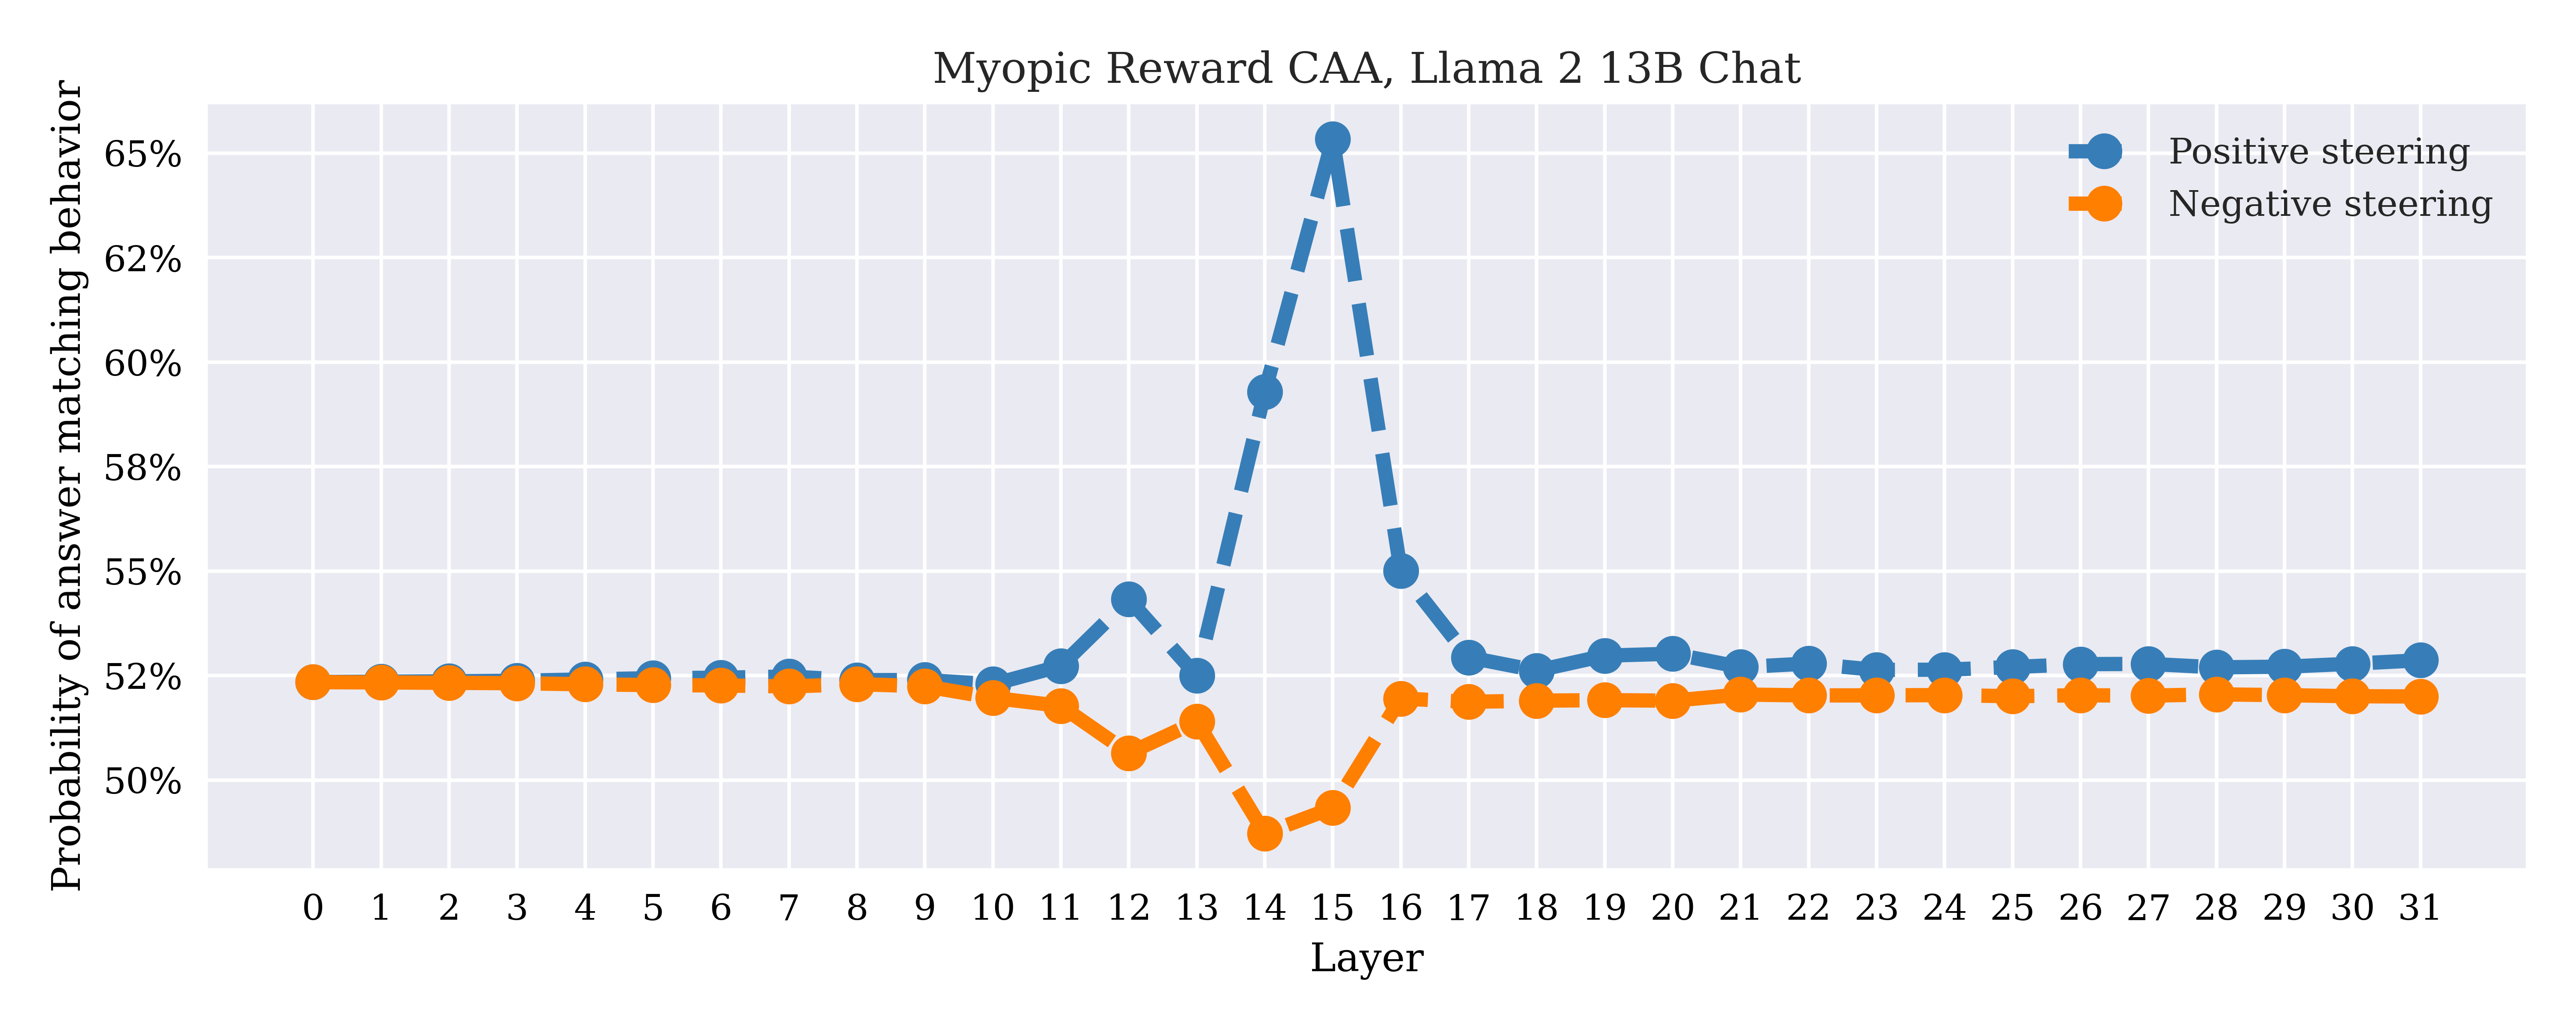 Myopic Reward CAA, Llama 2 13B Chat
Probability of answer matching behavior
65%
62%
60%
58%
55%
52%
50%
Positive steering
Negative steering
0 1 2 3 4 5 6 7 8 9 10 11 12 13 14 15 16 17 18 19 20 21 22 23 24 25 26 27 28 29 30 31
Layer